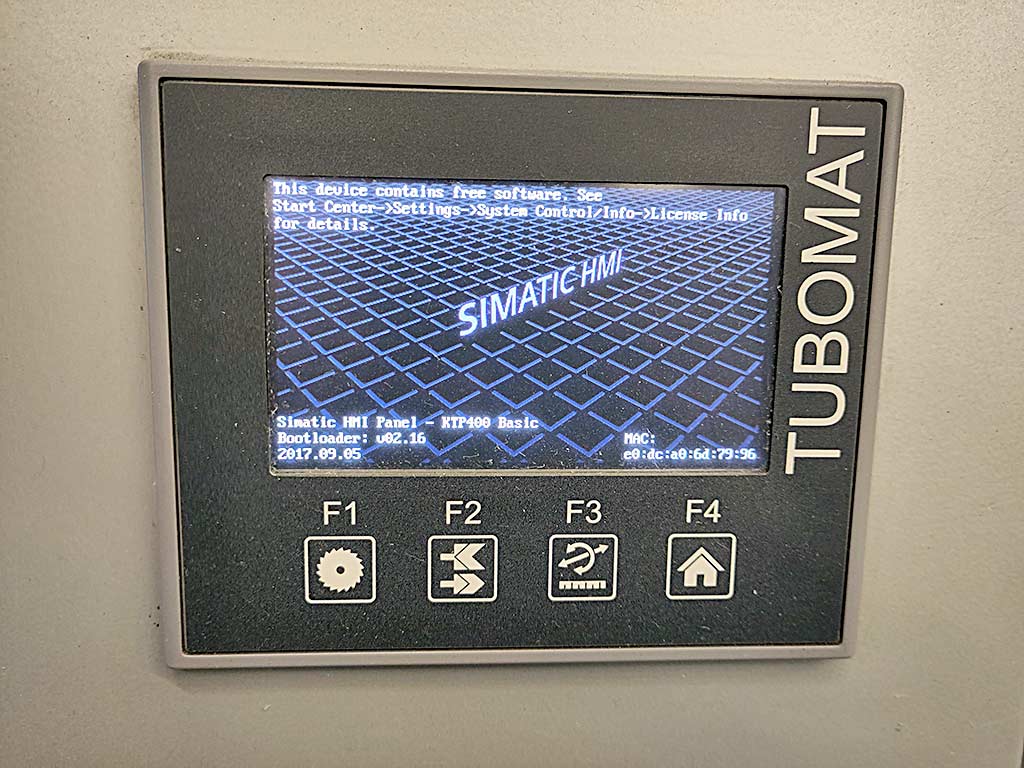 This device contains free software. See
Start Center->Settings->System Control/Info->License Info
for details.
SIMATIC HMI
Simatic HMI Panel - KTP400 Basic
Bootloader: v02.16
2017.09.05
MAC:
e0:dc:a0:6d:79:96
TUBOMAT
F1 F2 F3 F4